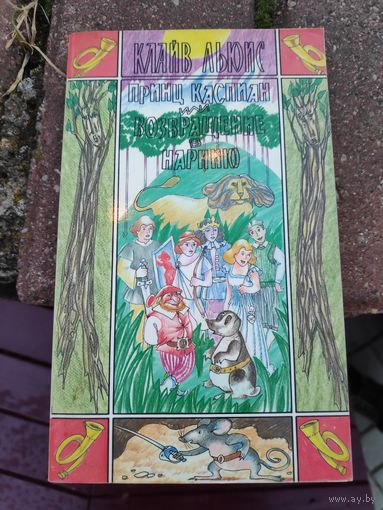 КЛАЙВ ЛЬЮИС
ПРИНЦ КАСПИАН
ИЛИ
ВОЗВРАЩЕНИЕ
В
НАРНИЮ
www.ay.by